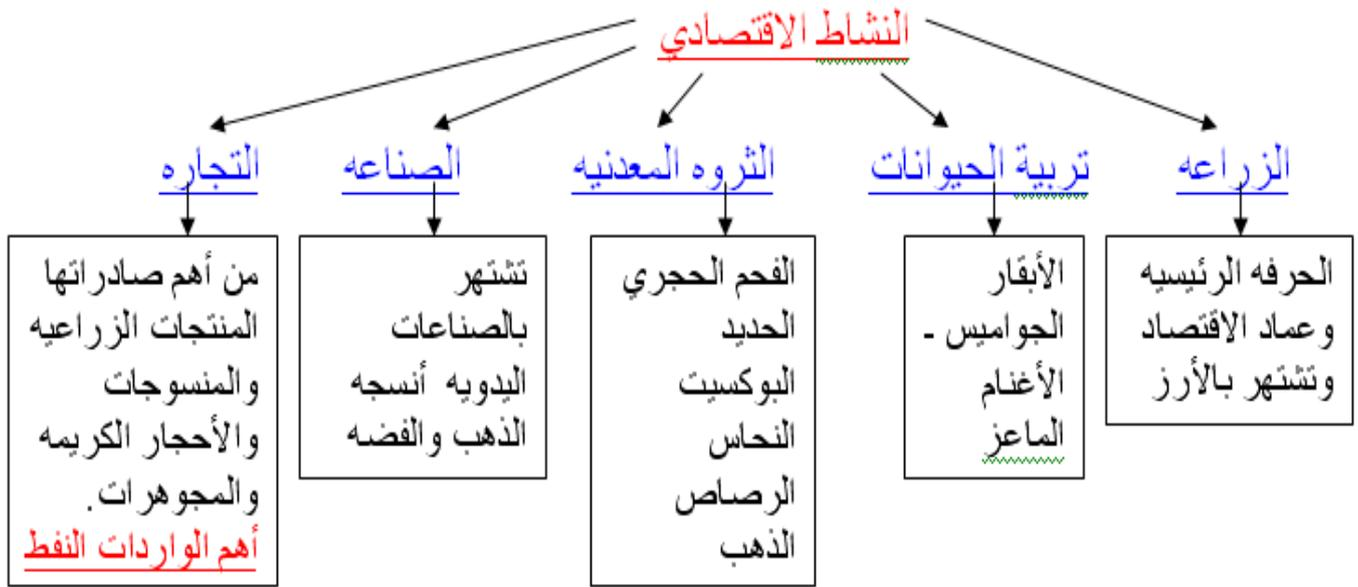 النشاط الاقتصادي
الزراعه
الحرفه الرئيسيه
وعماد الاقتصاد
وتشتهر بالأرز
تربية الحيوانات
الأبقار
الجواميس -
الأغنام
الماعز
الثروه المعدنيه
الفحم الحجري
الحديد
البوكسيت
النحاس
الرصاص
الذهب
الصناعه
تشتهر
بالصناعات
اليدويه أنسجه
الذهب والفضه
التجاره
من أهم صادراتها
المنتجات الزراعيه
والمنسوجات
والأحجار الكريمه
والمجوهرات.
أهم الواردات النفط